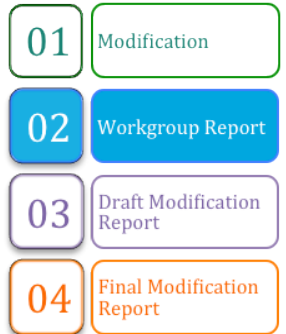 01 Modification
02 Workgroup Report
03 Draft Modification
Report
04 Final Modification
Report